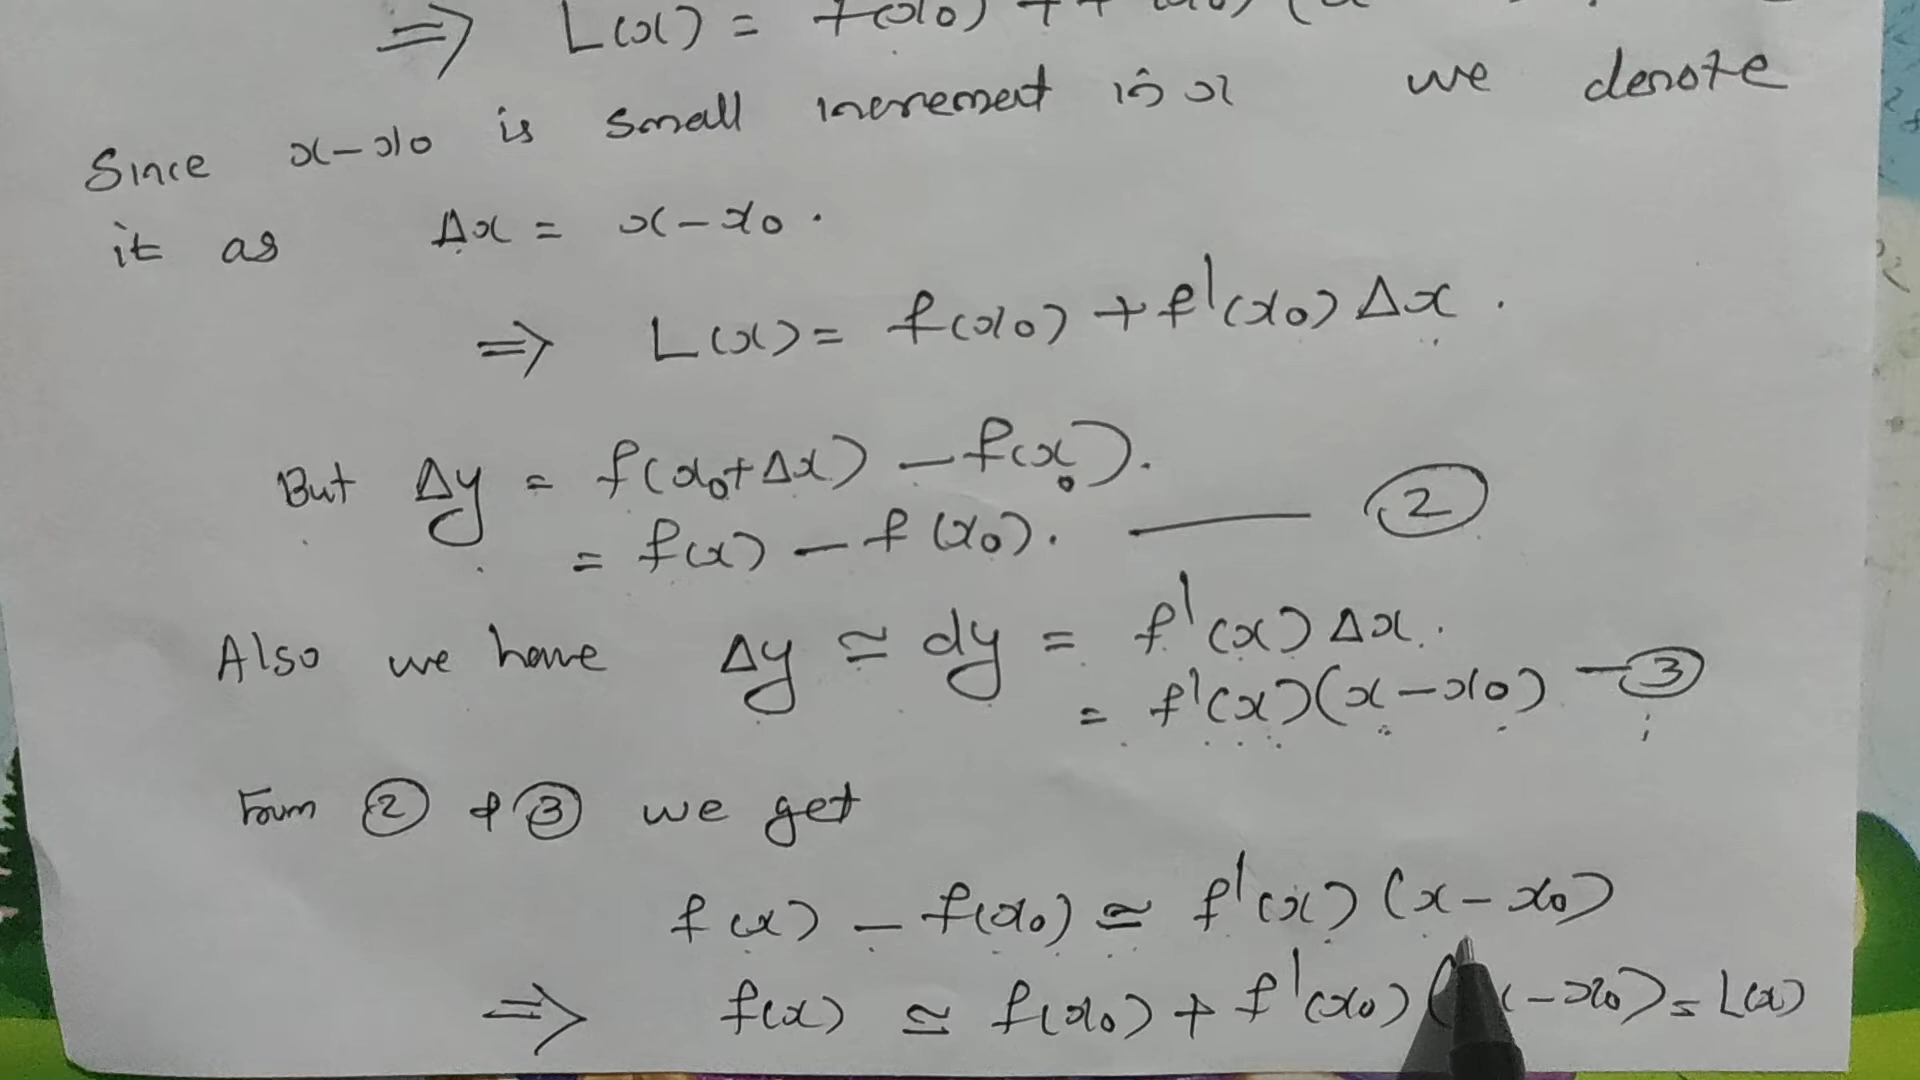 ⇒ L(x) = f(x₀) +
Since x-x₀ is small increment in x we denote
it as Δx = x-x₀.
⇒ L(x) = f(x₀) + f'(x₀) Δx.
But Δy = f(x₀+Δx) - f(x₀).
= f(x) - f(x₀). —— ②
Also we have Δy ≃ dy = f'(x) Δx.
= f'(x)(x-x₀) - ③
From ② & ③ we get
f(x) - f(x₀) ≃ f'(x) (x-x₀)
⇒ f(x) ≃ f(x₀) + f'(x₀) (x-x₀) = L(x)